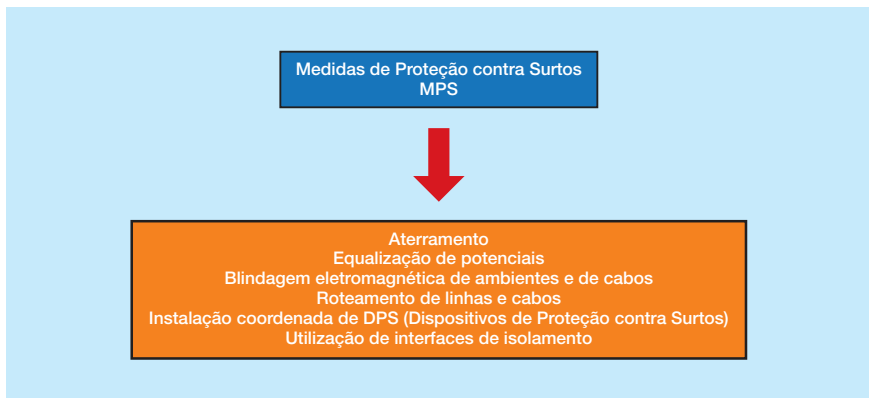 Medidas de Proteção contra Surtos
MPS
Aterramento
Equalização de potenciais
Blindagem eletromagnética de ambientes e de cabos
Roteamento de linhas e cabos
Instalação coordenada de DPS (Dispositivos de Proteção contra Surtos)
Utilização de interfaces de isolamento